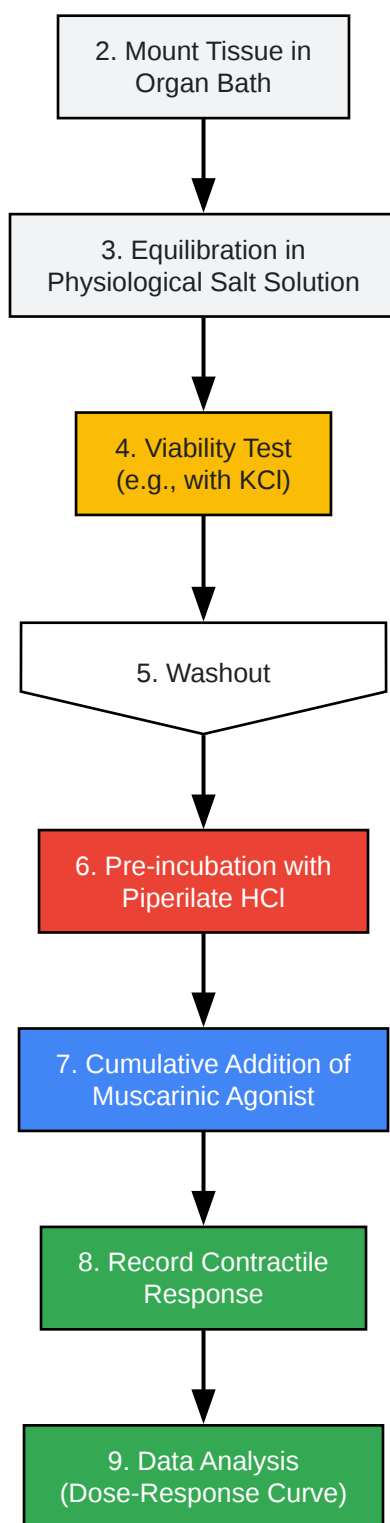 2. Mount Tissue in
Organ Bath
3. Equilibration in
Physiological Salt Solution
4. Viability Test
(e.g., with KCl)
5. Washout
6. Pre-incubation with
Piperilate HCl
7. Cumulative Addition of
Muscarinic Agonist
8. Record Contractile
Response
9. Data Analysis
(Dose-Response Curve)